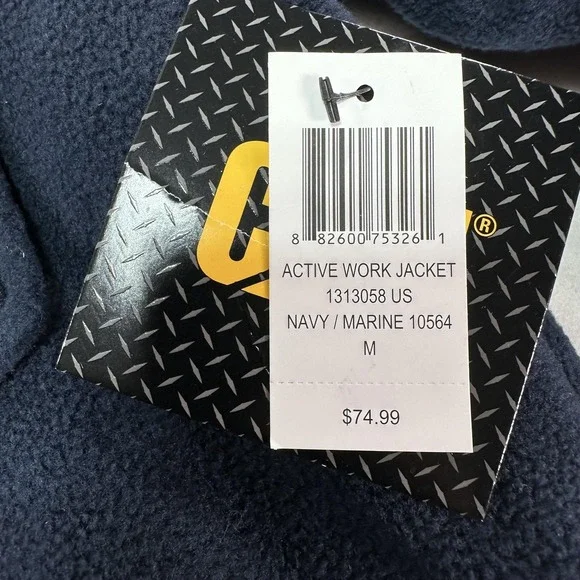 8 82600 75326 1
ACTIVE WORK JACKET
1313058 US
NAVY / MARINE 10564
M
$74.99
®